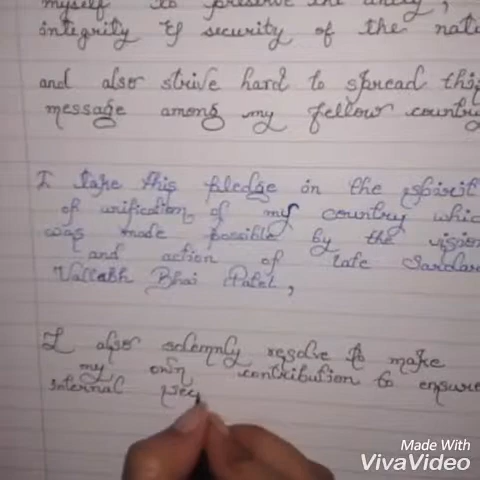 myself to preserve the unity,
integrity & security of the nati
and also strive hard to spread this
message among my fellow country
I take this pledge in the spirit
of unification of my country whic
was made possible by the vision
and action of late Sardar
Vallabh Bhai Patel,
I also solemnly resolve to make
my own contribution to ensure
internal sec
Made With
VivaVideo